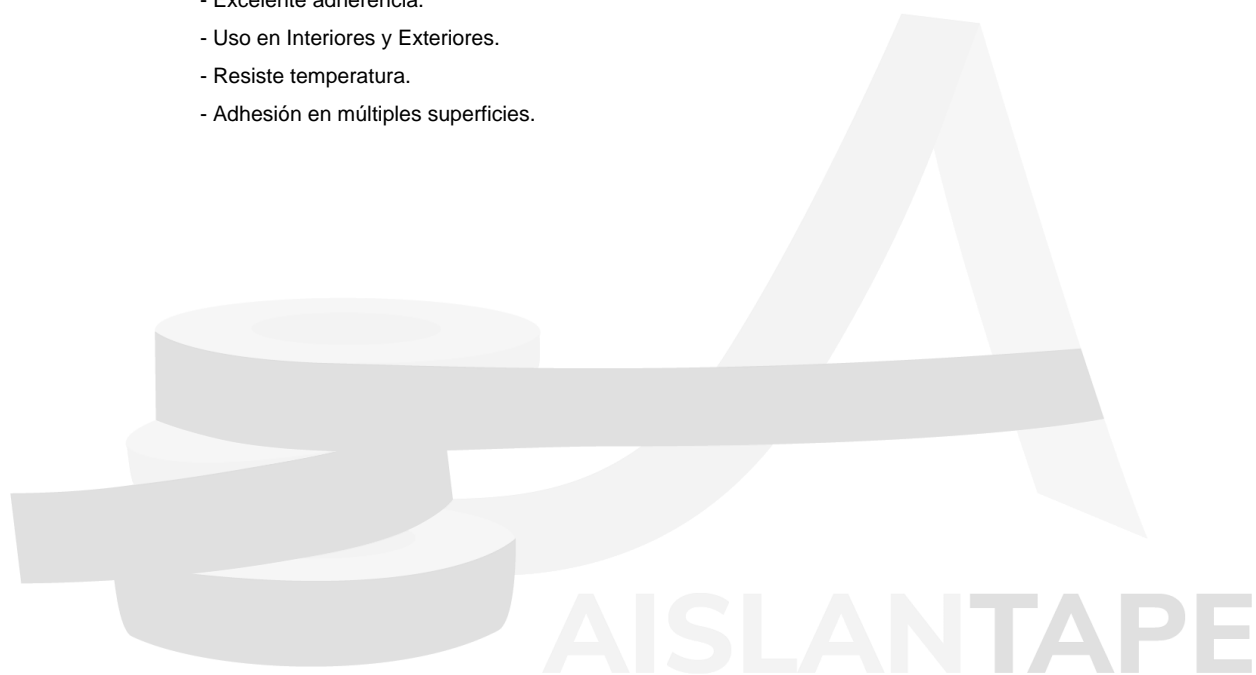 - Excelente adherencia.
- Uso en Interiores y Exteriores.
- Resiste temperatura.
- Adhesión en múltiples superficies.
AISLANTAPE